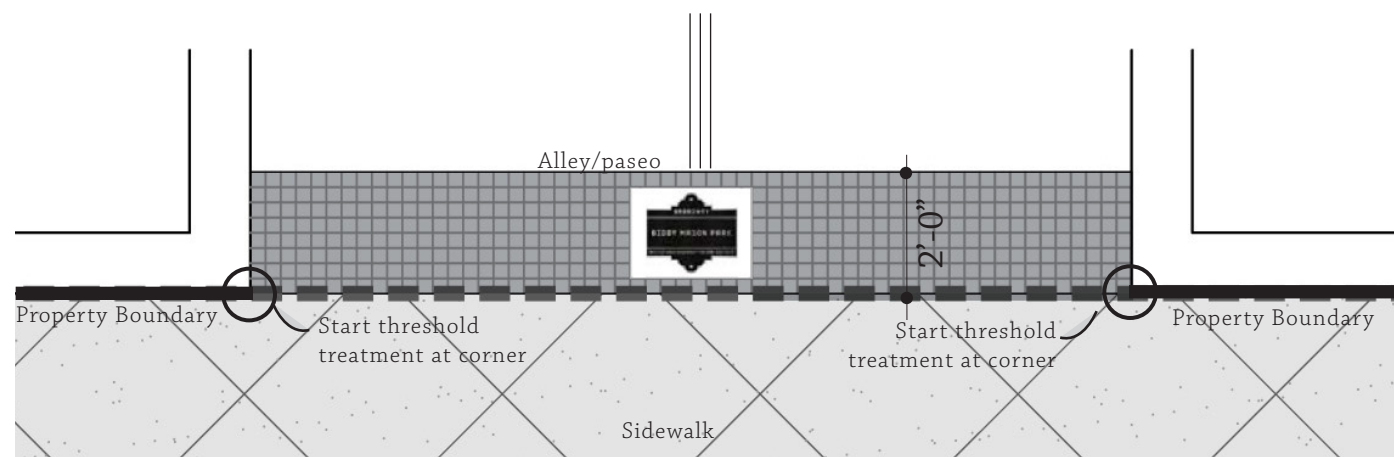 Alley/paseo
BIDDY MASON PARK
2'-0”
Property Boundary
Start threshold
treatment at corner
Start threshold
treatment at corner
Property Boundary
Sidewalk